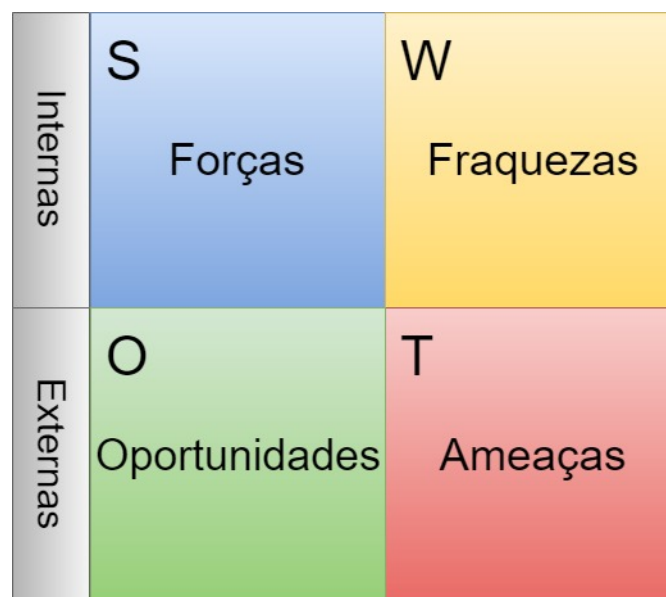 Internas
S
Forças
W
Fraquezas
Externas
O
Oportunidades
T
Ameaças